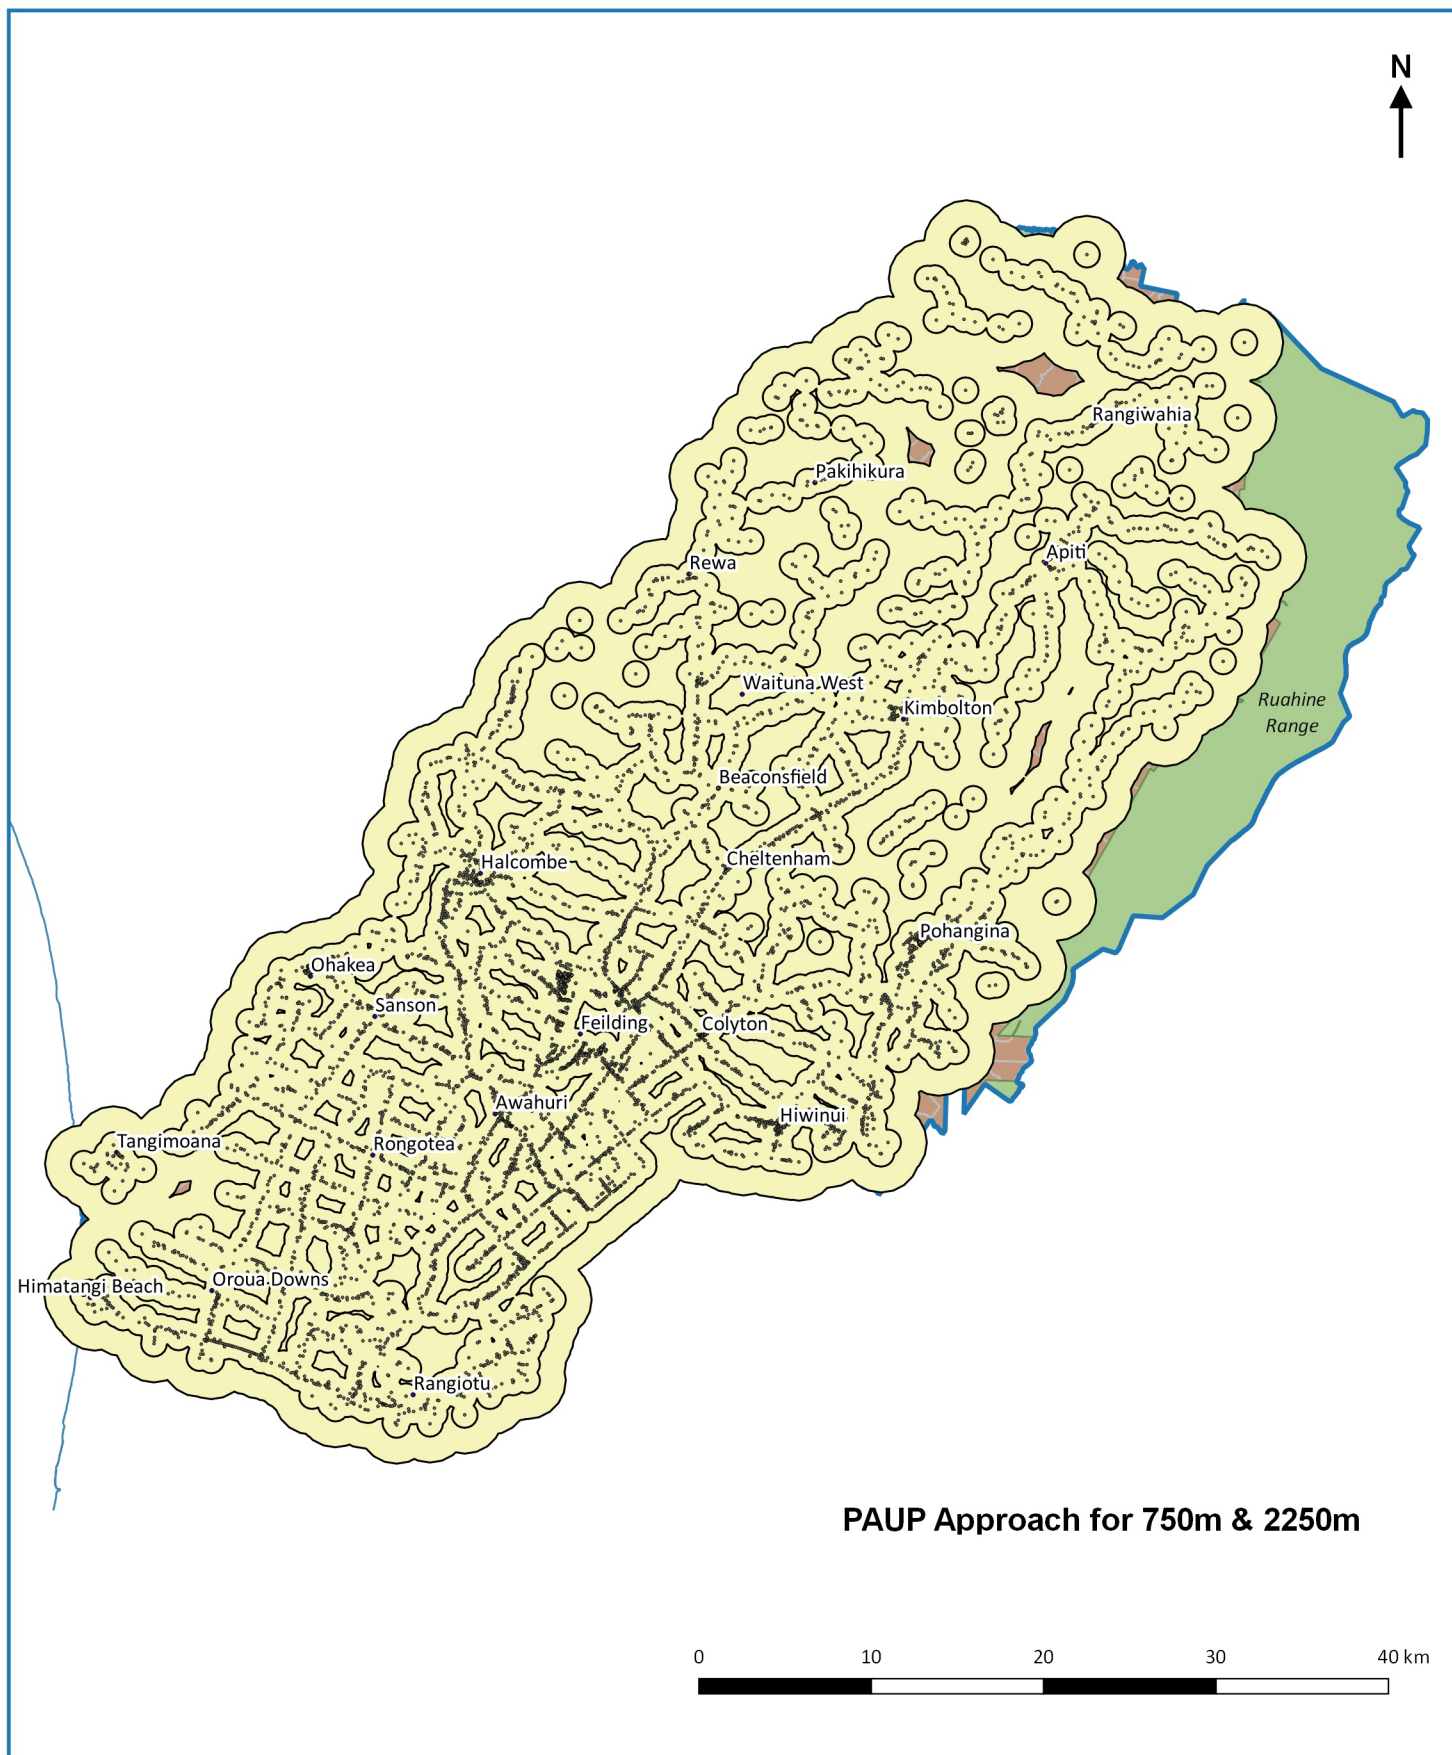 N
Rangiwahia
Pakihikura
Apiti
Rewa
Waituna West
Ruahine
Range
Kimbolton
Beaconsfield
Cheltenham
Halcombe
Pohangina
Ohakea
Sanson
Feilding
Colyton
Awahuri
Hiwinui
Tangimoana
Rongotea
Himatangi Beach
Oroua Downs
Rangiotu
PAUP Approach for 750m & 2250m
0 10 20 30 40 km